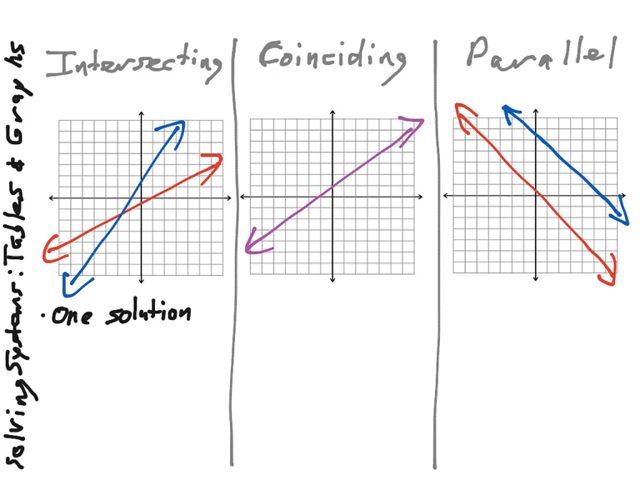 Solving Systems: Tables & Graphs
Intersecting
Coinciding
Parallel
· One solution